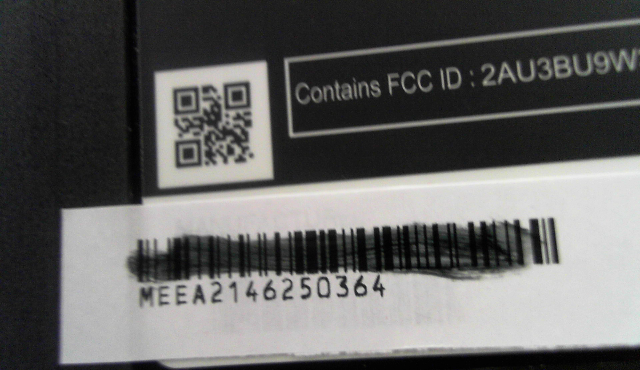 Contains FCC ID : 2AU3BU9W
MEEA2146250364